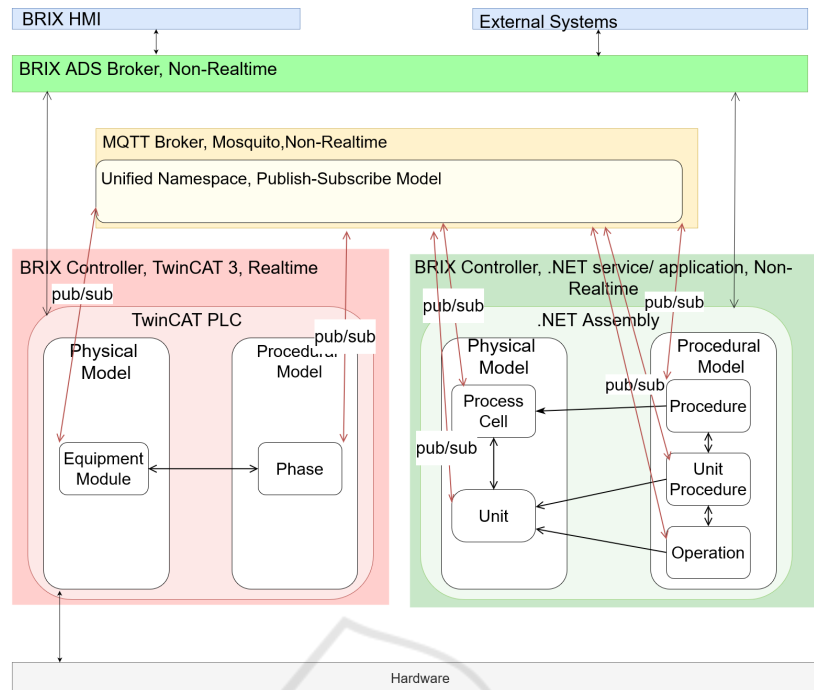 BRIX HMI
External Systems
BRIX ADS Broker, Non-Realtime
MQTT Broker, Mosquito,Non-Realtime
Unified Namespace, Publish-Subscribe Model
BRIX Controller, TwinCAT 3, Realtime
pub/sub
TwinCAT PLC
pub/sub
Physical
Model
Procedural
Model
Equipment
Module
Phase
BRIX Controller, .NET service/ application, Non-
Realtime
pub/sub
pub/sub
.NET Assembly
Physical
Model
Procedural
Model
pub/sub
Process
Cell
Procedure
pub/sub
Unit
Procedure
Unit
Operation
Hardware